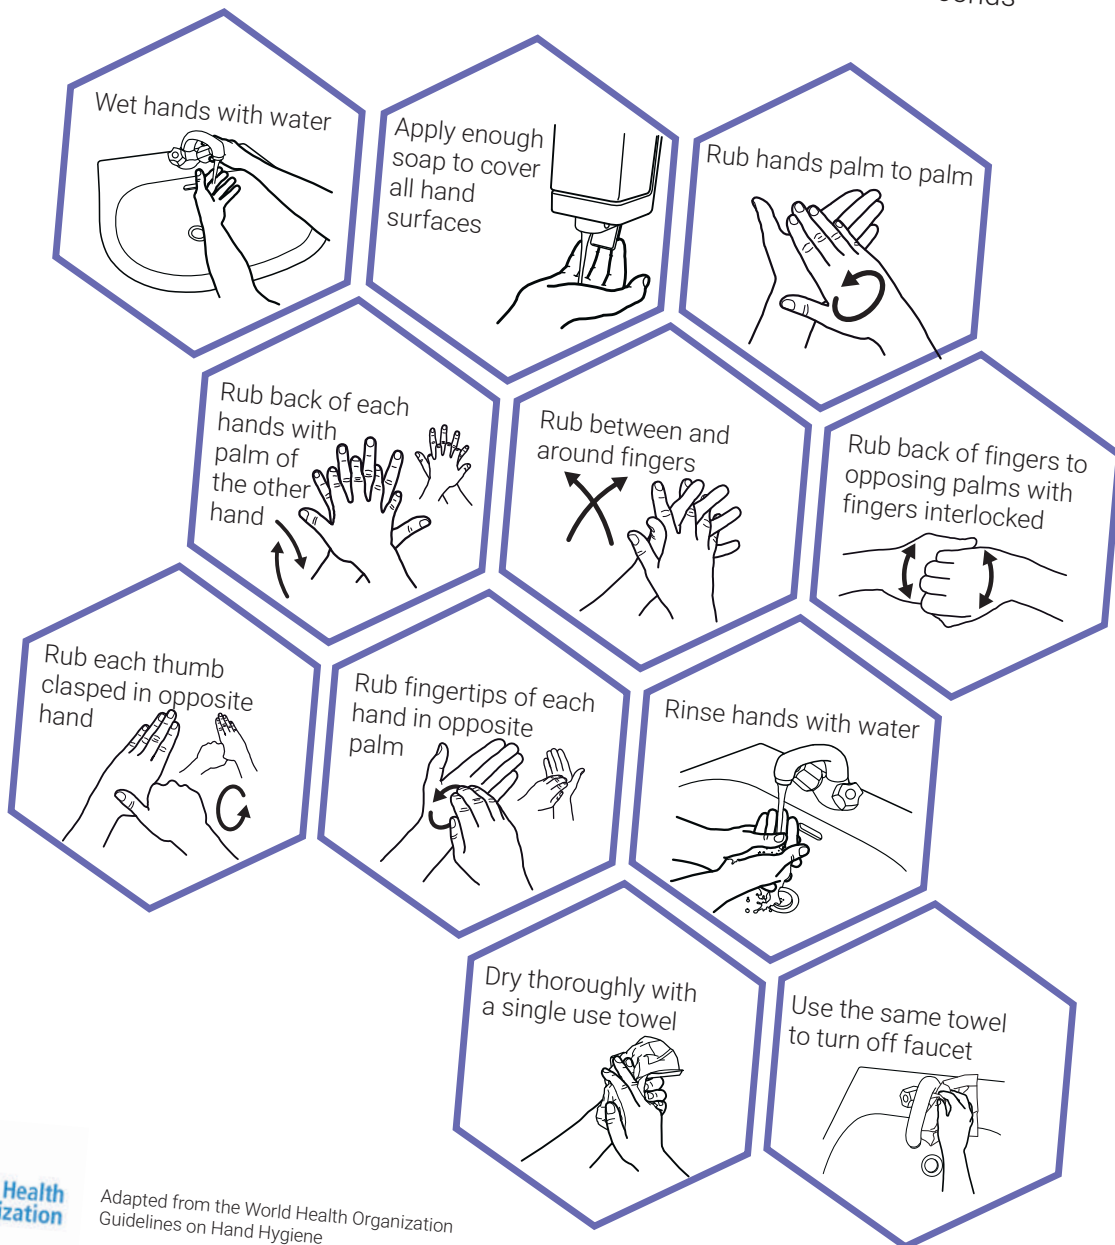 Wet hands with water
Apply enough
soap to cover
all hand
surfaces
Rub hands palm to palm
Rub back of each
hands with
palm of
the other
hand
Rub between and
around fingers
Rub back of fingers to
opposing palms with
fingers interlocked
Rub each thumb
clasped in opposite
hand
Rub fingertips of each
hand in opposite
palm
Rinse hands with water
Dry thoroughly with
a single use towel
Use the same towel
to turn off faucet
Health
ization
Adapted from the World Health Organization
Guidelines on Hand Hygiene